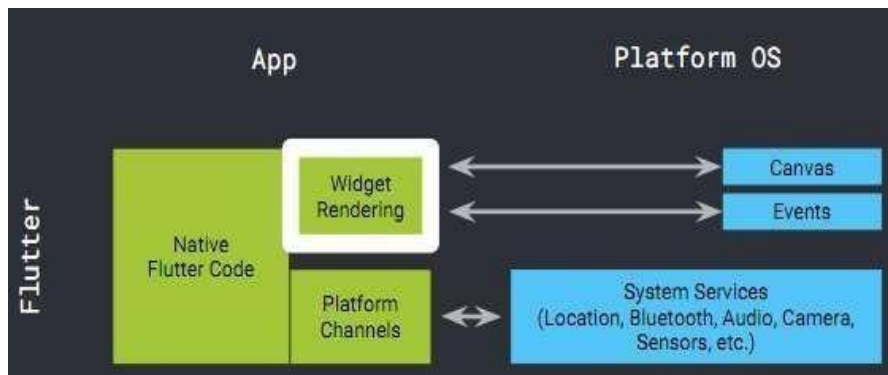 App
Platform OS
Flutter
Native
Flutter Code
Widget
Rendering
Platform
Channels
Canvas
Events
System Services
(Location, Bluetooth, Audio, Camera,
Sensors, etc.)